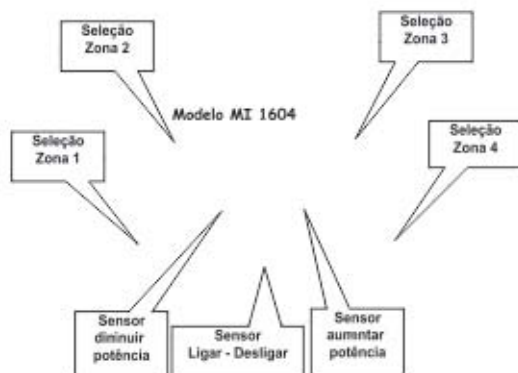 Seleção
Zona 2
Seleção
Zona 3
Modelo MI 1604
Seleção
Zona 1
Seleção
Zona 4
Sensor
diminuir
potência
Sensor
Ligar - Desligar
Sensor
aumentar
potência